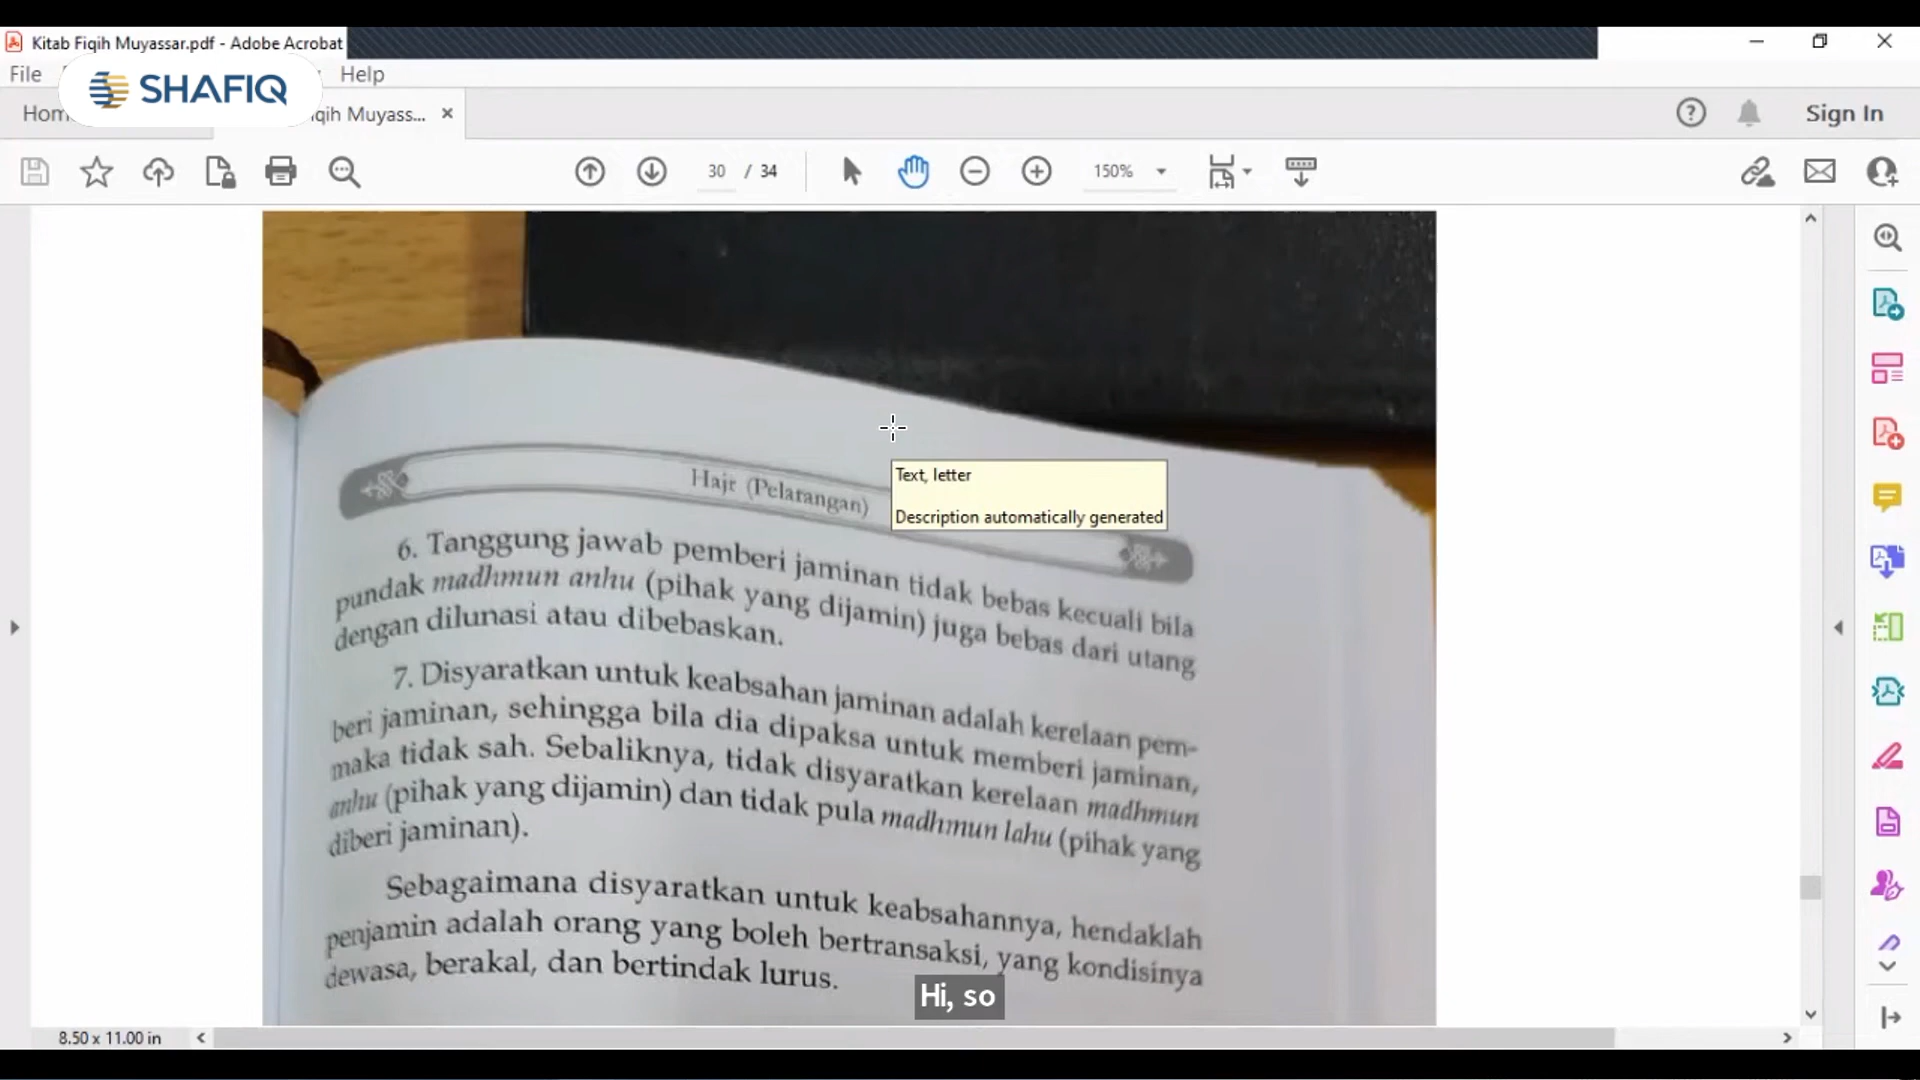 Kitab Fiqih Muyassar.pdf - Adobe Acrobat
File
Help
SHAFIQ
Hom
iqih Muyass...
Sign In
30 / 34
150%
Text, letter
Description automatically generated
Hajr (Pelarangan)
6. Tanggung jawab pemberi jaminan tidak bebas kecuali bila
pundak madhmun anhu (pihak yang dijamin) juga bebas dari utang
dengan dilunasi atau dibebaskan.
7. Disyaratkan untuk keabsahan jaminan adalah kerelaan pem-
beri jaminan, sehingga bila dia dipaksa untuk memberi jaminan,
maka tidak sah. Sebaliknya, tidak disyaratkan kerelaan madhmun
anhu (pihak yang dijamin) dan tidak pula madhmun lahu (pihak yang
diberi jaminan).
Sebagaimana disyaratkan untuk keabsahannya, hendaklah
penjamin adalah orang yang boleh bertransaksi, yang kondisinya
dewasa, berakal, dan bertindak lurus.
Hi, so
8.50 x 11.00 in